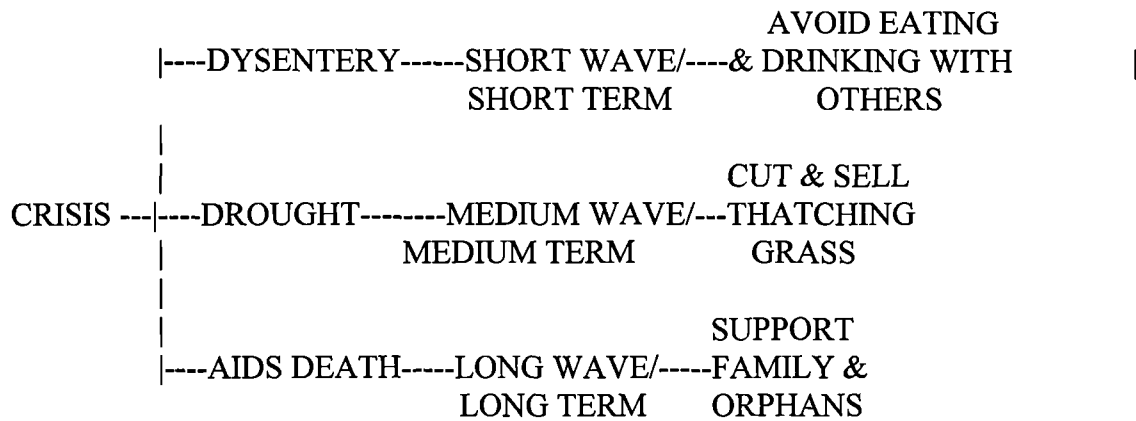 AVOID EATING
|----DYSENTERY------SHORT WAVE/----& DRINKING WITH
SHORT TERM OTHERS
CUT & SELL
CRISIS ---|----DROUGHT--------MEDIUM WAVE/---THATCHING
MEDIUM TERM GRASS
SUPPORT
|----AIDS DEATH-----LONG WAVE/-----FAMILY &
LONG TERM ORPHANS